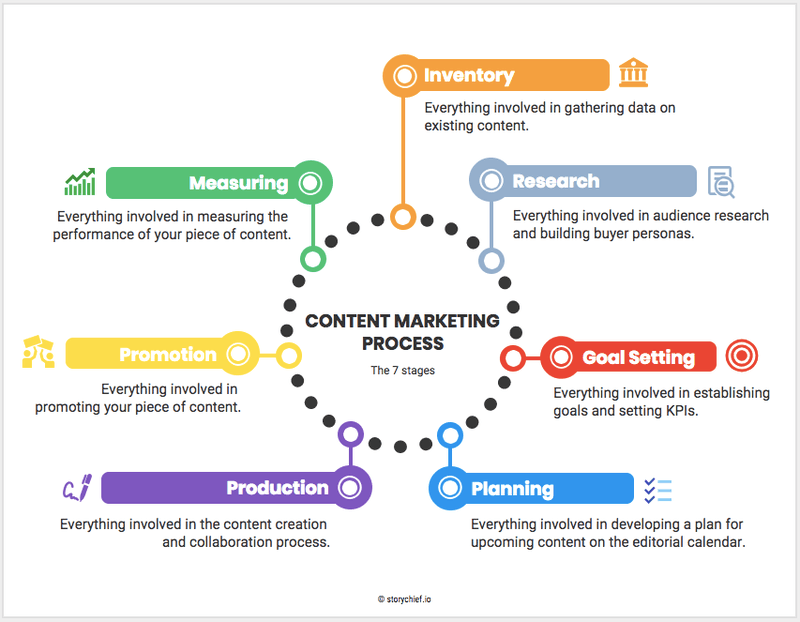 Inventory
Everything involved in gathering data on
existing content.
Research
Everything involved in audience research
and building buyer personas.
Goal Setting
Everything involved in establishing
goals and setting KPIs.
Planning
Everything involved in developing a plan for
upcoming content on the editorial calendar.
Production
Everything involved in the content creation
and collaboration process.
Promotion
Everything involved in
promoting your piece of content.
Measuring
Everything involved in measuring the
performance of your piece of content.
CONTENT MARKETING
PROCESS
The 7 stages
© storychief.io